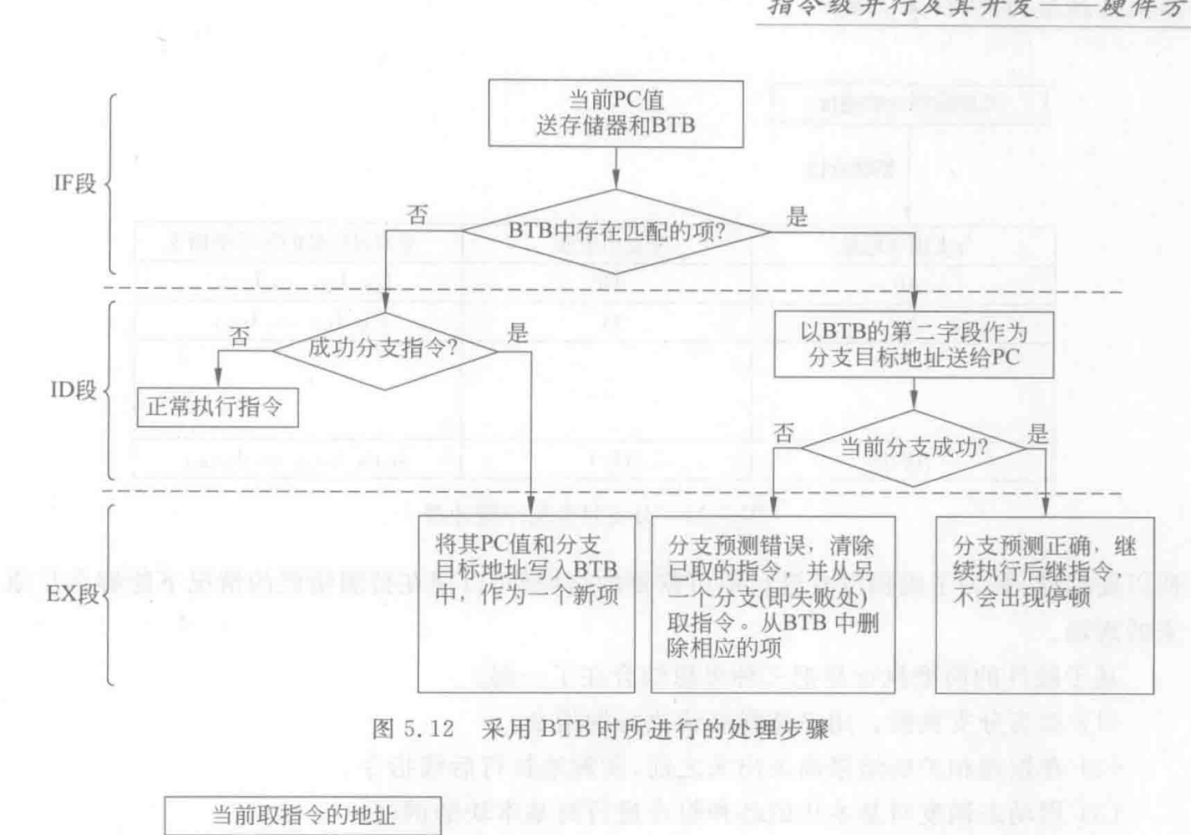 指令级并行及其开发——硬件方
当前PC值
送存储器和BTB
IF段
否
BTB中存在匹配的项?
是
否
成功分支指令?
是
以BTB的第二字段作为
分支目标地址送给PC
ID段
正常执行指令
否
当前分支成功?
是
EX段
将其PC值和分支
目标地址写入BTB
中，作为一个新项
分支预测错误，清除
已取的指令，并从另
一个分支(即失败处)
取指令。从BTB 中删
除相应的项
分支预测正确，继
续执行后继指令，
不会出现停顿
图 5.12 采用 BTB 时所进行的处理步骤
当前取指令的地址